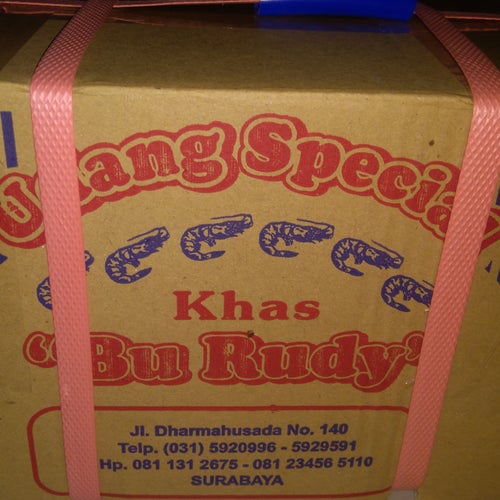 Udang Special
Khas
"Bu Rudy"
Jl. Dharmahusada No. 140
Telp. (031) 5920996 - 5929591
Hp. 081 131 2675 - 081 23456 5110
SURABAYA